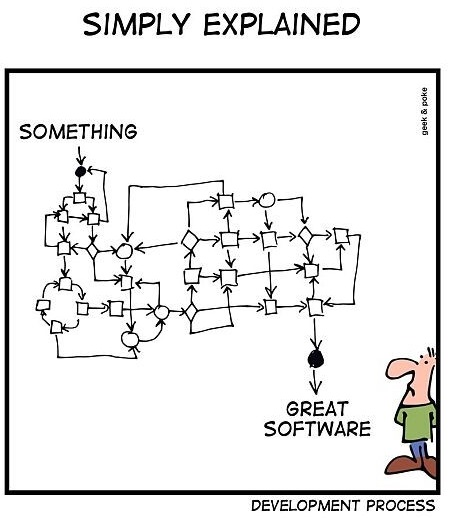 SIMPLY EXPLAINED
geek & poke
SOMETHING
GREAT
SOFTWARE
DEVELOPMENT PROCESS